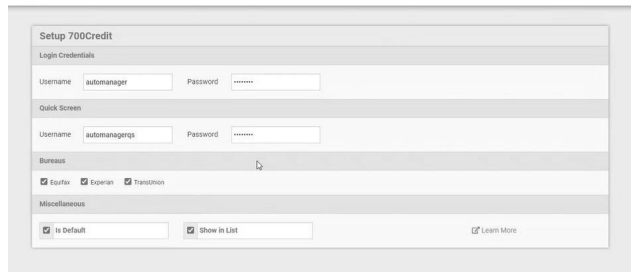 Setup 700Credit
Login Credentials
Username automanager Password ••••••••
Quick Screen
Username automanagerqs Password ••••••••
Bureaus
Equifax Experian TransUnion
Miscellaneous
Is Default Show in List Learn More